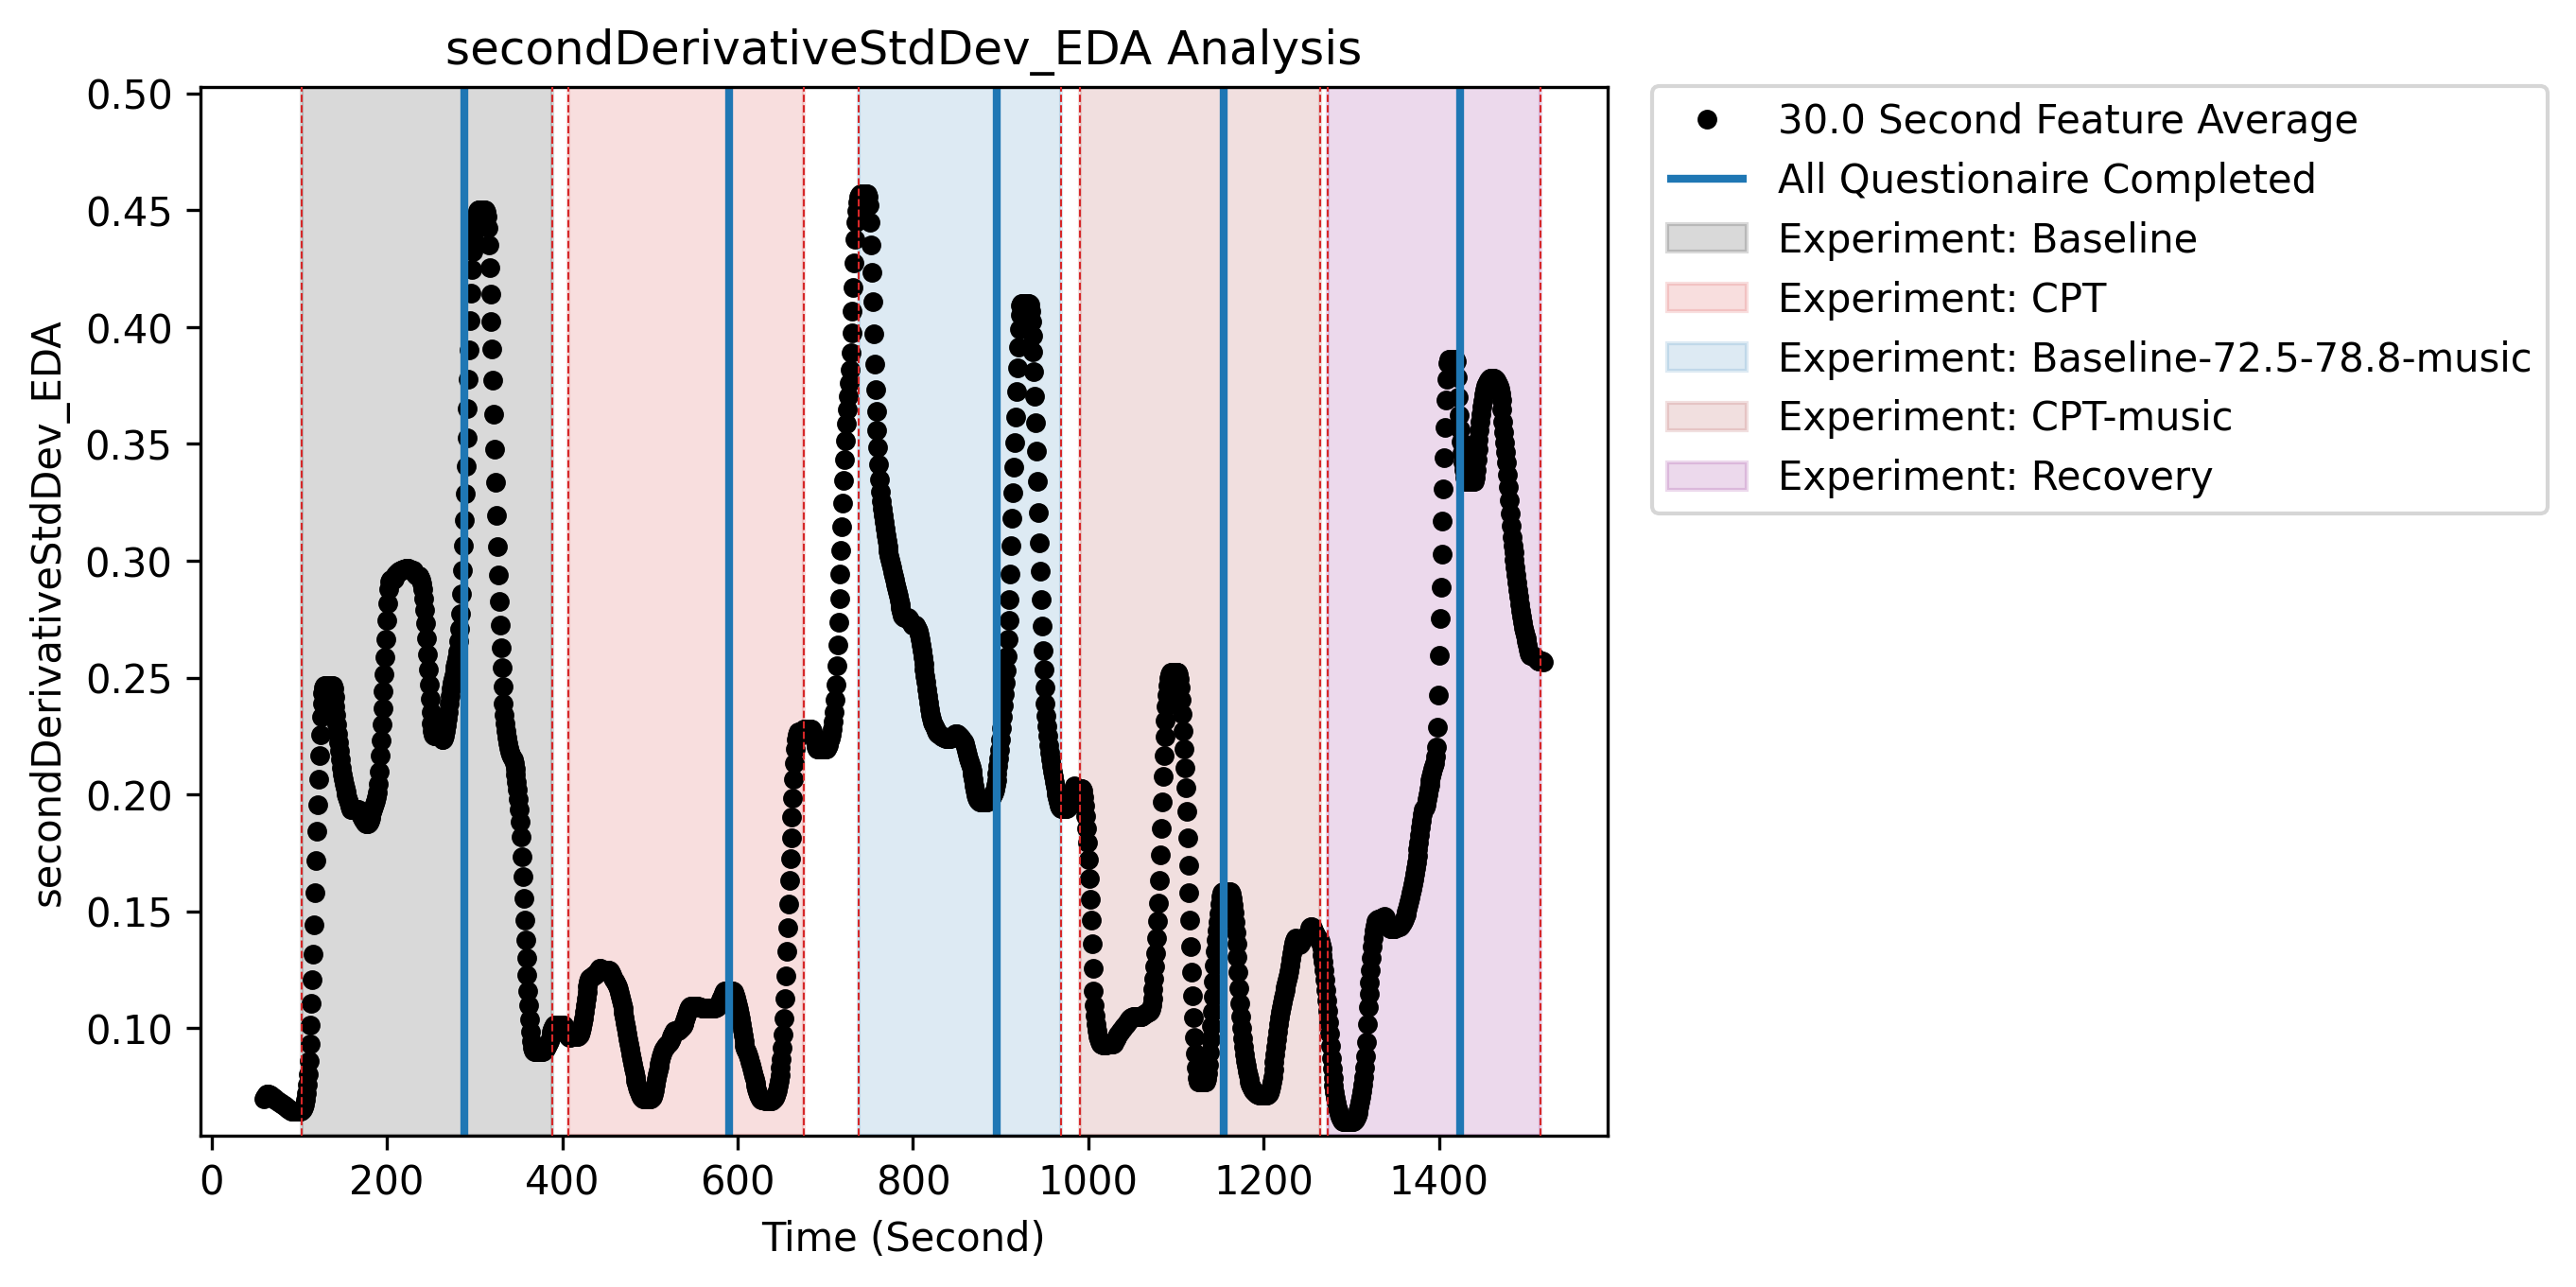 secondDerivativeStdDev_EDA Analysis
secondDerivativeStdDev_EDA
0.50
0.45
0.40
0.35
0.30
0.25
0.20
0.15
0.10
0 200 400 600 800 1000 1200 1400
Time (Second)
30.0 Second Feature Average
All Questionaire Completed
Experiment: Baseline
Experiment: CPT
Experiment: Baseline-72.5-78.8-music
Experiment: CPT-music
Experiment: Recovery